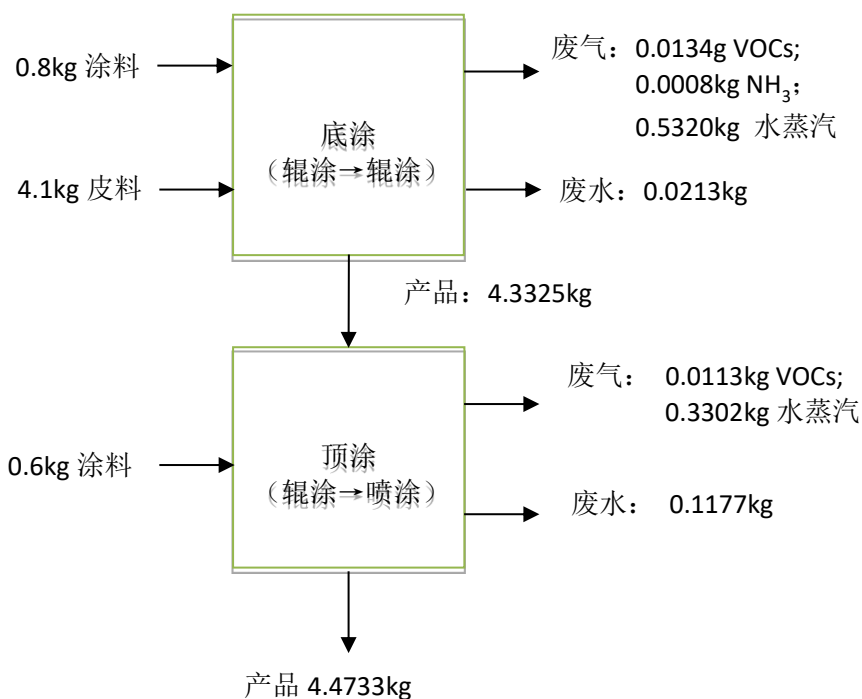 0.8kg 涂料
4.1kg 皮料
底涂
（辊涂→辊涂）
废气：0.0134g VOCs;
0.0008kg NH₃；
0.5320kg 水蒸汽
废水：0.0213kg
产品：4.3325kg
0.6kg 涂料
顶涂
（辊涂→喷涂）
废气： 0.0113kg VOCs;
0.3302kg 水蒸汽
废水： 0.1177kg
产品 4.4733kg